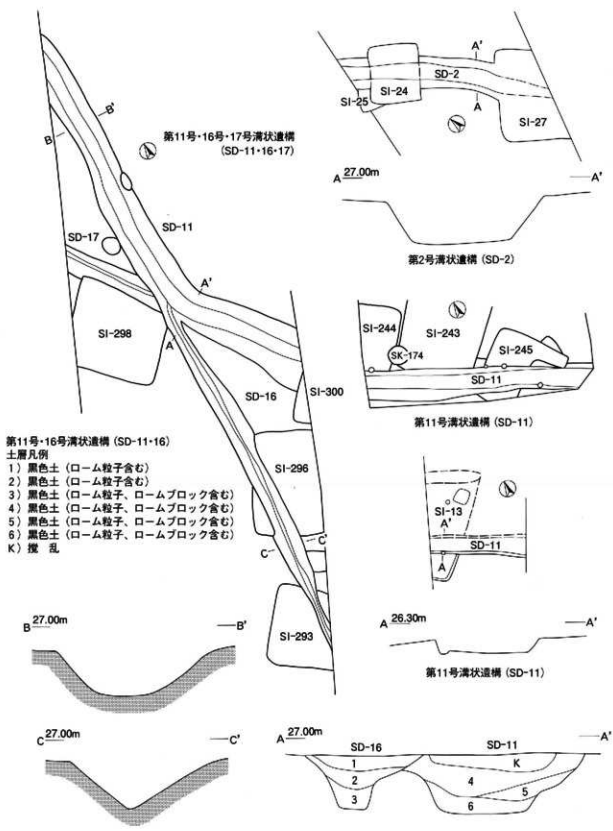 B
B'
第11号・16号・17号溝状遺構
(SD-11・16・17)
SD-17
SD-11
A'
SI-298
A
SD-16
SI-300
SI-296
C
C'
SI-293
第11号・16号溝状遺構 (SD-11・16)
土層凡例
1) 黒色土 (ローム粒子含む)
2) 黒色土 (ローム粒子含む)
3) 黒色土 (ローム粒子、ロームブロック含む)
4) 黒色土 (ローム粒子、ロームブロック含む)
5) 黒色土 (ローム粒子、ロームブロック含む)
6) 黒色土 (ローム粒子、ロームブロック含む)
K) 攪 乱
B 27.00m B'
C 27.00m C'
A'
SD-2
SI-24
SI-25
A
SI-27
A 27.00m A'
第2号溝状遺構 (SD-2)
SI-244
SI-243
SI-245
SK-174
SD-11
第11号溝状遺構 (SD-11)
SI-13
A'
SD-11
A
A 26.30m A'
第11号溝状遺構 (SD-11)
A 27.00m A'
SD-16 SD-11
1
2
3
K
4
5
6